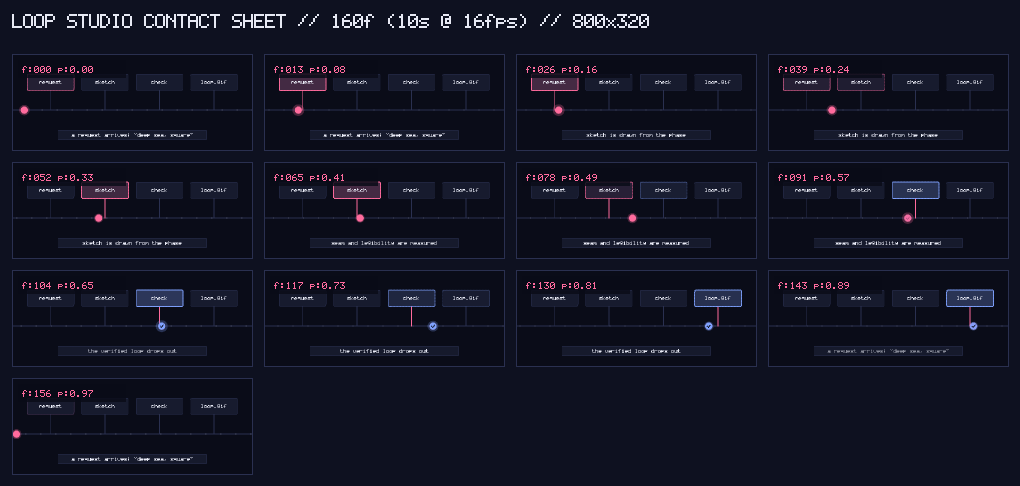 LOOP STUDIO CONTACT SHEET // 160f (10s @ 16fps) // 800x320
f:000 p:0.00
request sketch check loop.gif
a request arrives: "deep sea, square"
f:013 p:0.08
request sketch check loop.gif
a request arrives: "deep sea, square"
f:026 p:0.16
request sketch check loop.gif
sketch is drawn from the phase
f:039 p:0.24
request sketch check loop.gif
sketch is drawn from the phase
f:052 p:0.33
request sketch check loop.gif
sketch is drawn from the phase
f:065 p:0.41
request sketch check loop.gif
seam and legibility are measured
f:078 p:0.49
request sketch check loop.gif
seam and legibility are measured
f:091 p:0.57
request sketch check loop.gif
seam and legibility are measured
f:104 p:0.65
request sketch check loop.gif
the verified loop drops out
f:117 p:0.73
request sketch check loop.gif
the verified loop drops out
f:130 p:0.81
request sketch check loop.gif
the verified loop drops out
f:143 p:0.89
request sketch check loop.gif
a request arrives: "deep sea, square"
f:156 p:0.97
request sketch check loop.gif
a request arrives: "deep sea, square"